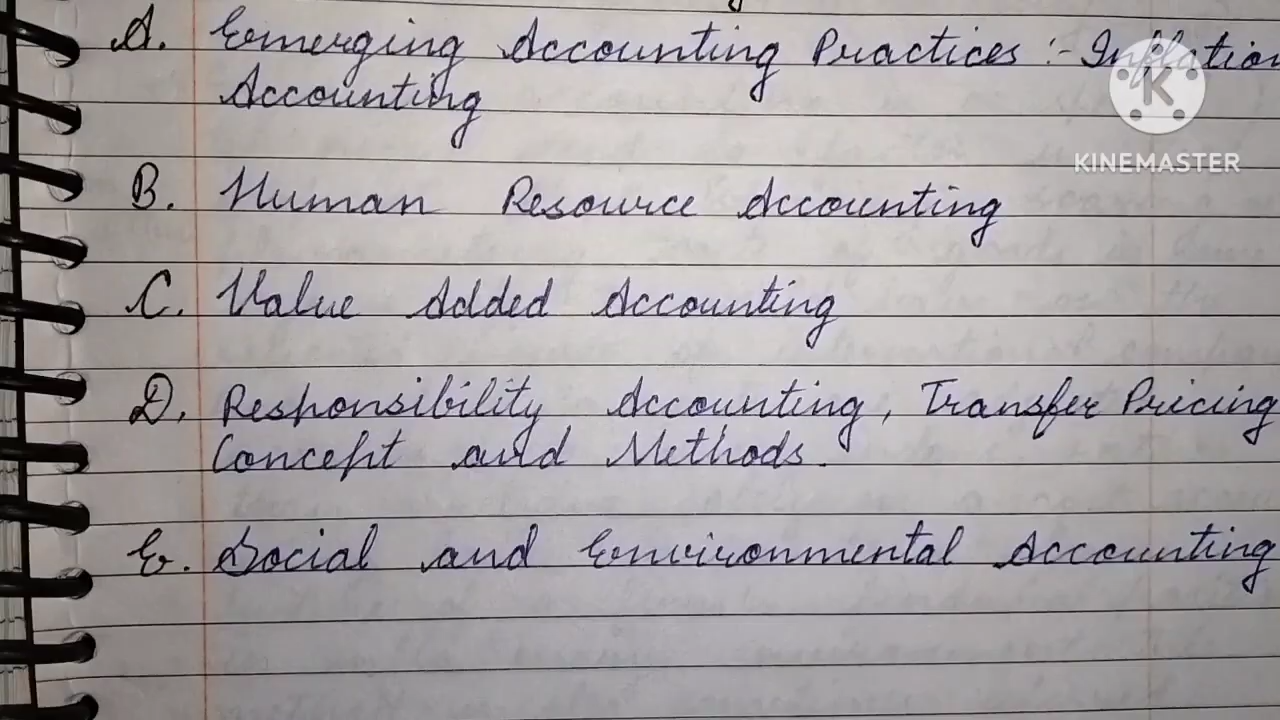 A. Emerging Accounting Practices :- Inflation
Accounting
KINEMASTER
B. Human Resource Accounting
C. Value Added Accounting
D. Responsibility Accounting, Transfer Pricing
Concept and Methods.
E. Social and Environmental Accounting